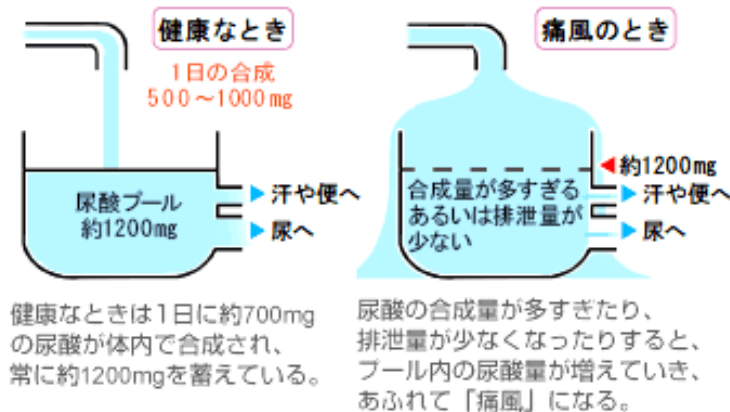 健康なとき
1日の合成
500～1000mg
尿酸プール
約1200mg
汗や便へ
尿へ
健康なときは1日に約700mg
の尿酸が体内で合成され、
常に約1200mgを蓄えている。
痛風のとき
約1200mg
合成量が多すぎる
あるいは排泄量が
少ない
汗や便へ
尿へ
尿酸の合成量が多すぎたり、
排泄量が少なくなったりすると、
プール内の尿酸量が増えていき、
あふれて「痛風」になる。